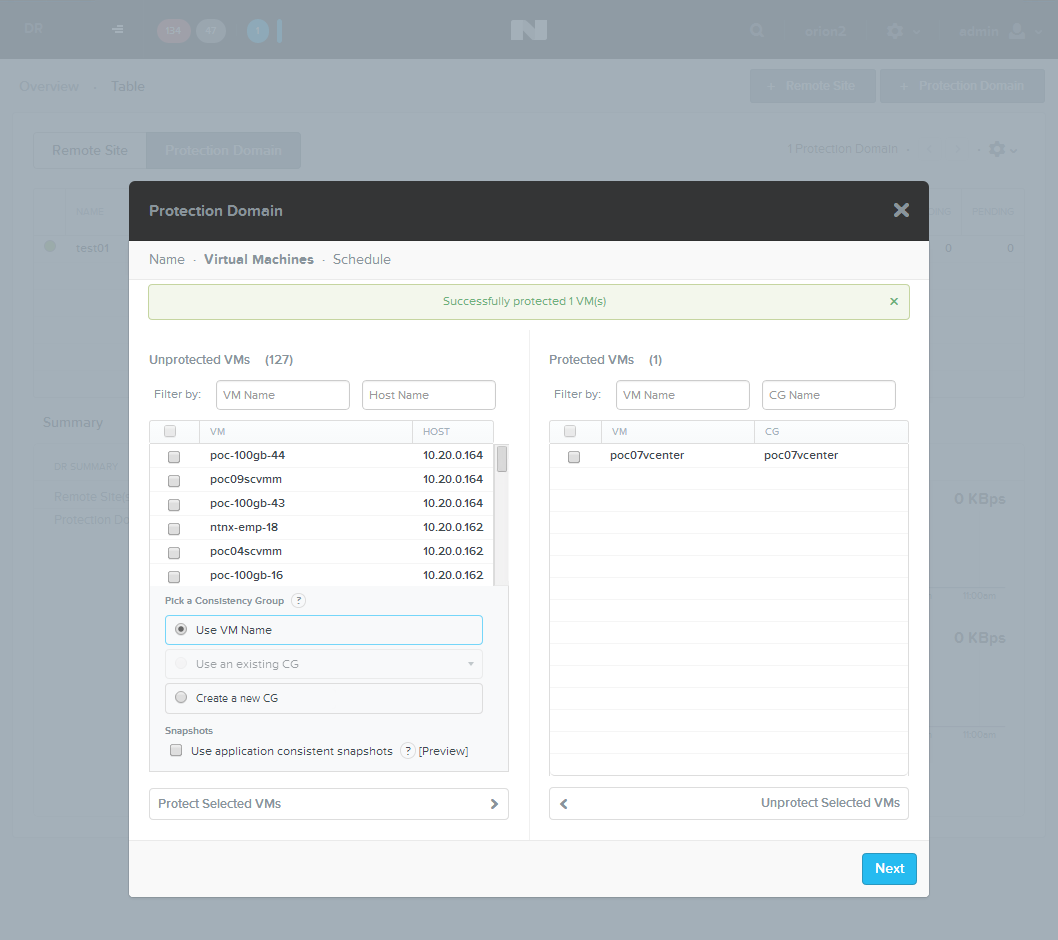 DR
134
47
1
orion2
admin
Overview
Table
+ Remote Site
+ Protection Domain
Remote Site
Protection Domain
1 Protection Domain
NAME
PENDING
test01
0
0
Protection Domain
Name - Virtual Machines - Schedule
Successfully protected 1 VM(s)
Unprotected VMs (127)
Filter by:
VM Name
Host Name
VM
HOST
poc-100gb-44
10.20.0.164
poc09scvmm
10.20.0.164
poc-100gb-43
10.20.0.164
ntnx-emp-18
10.20.0.162
poc04scvmm
10.20.0.162
poc-100gb-16
10.20.0.162
Pick a Consistency Group ?
Use VM Name
Use an existing CG
Create a new CG
Snapshots
Use application consistent snapshots ? [Preview]
Protect Selected VMs
Protected VMs (1)
Filter by:
VM Name
CG Name
VM
CG
poc07vcenter
poc07vcenter
Unprotect Selected VMs
Next
Summary
DR SUMMARY
Remote Site
Protection Do
0 KBps
11:00pm
0 KBps
11:00pm